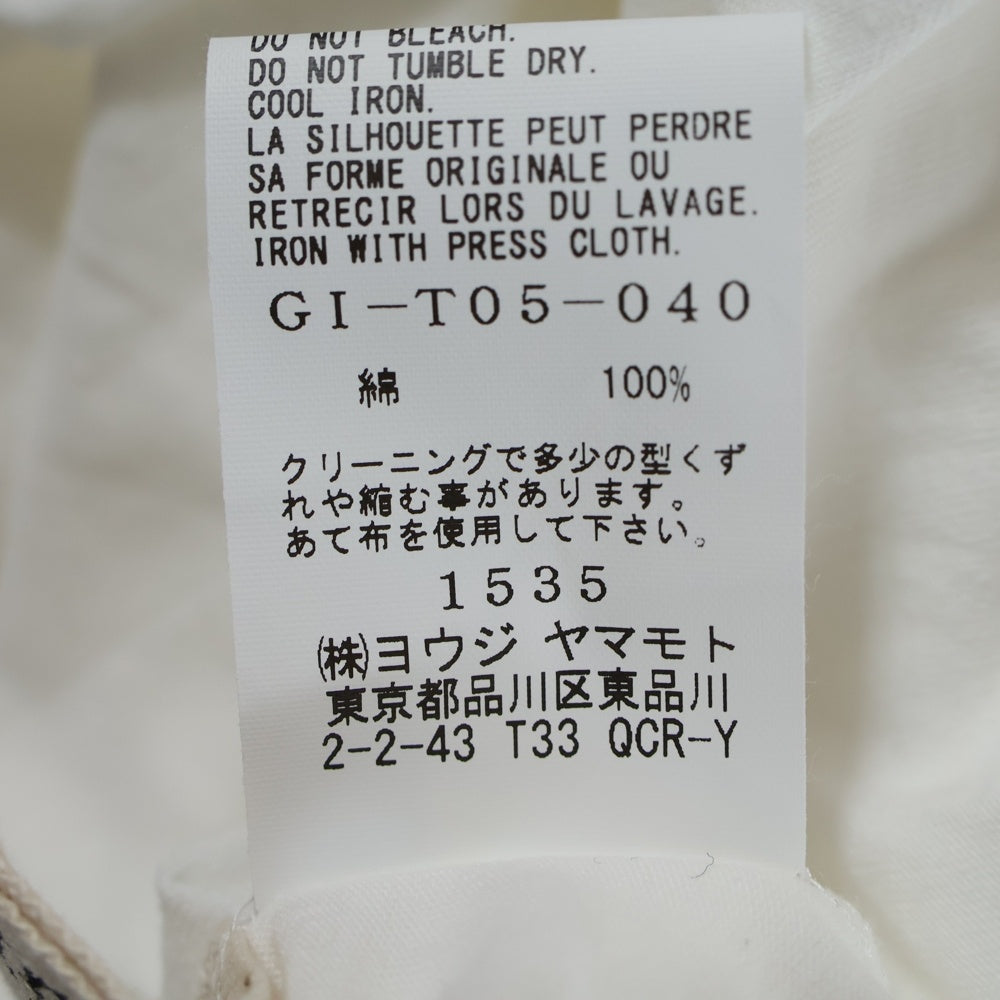 DO NOT BLEACH.
DO NOT TUMBLE DRY.
COOL IRON.
LA SILHOUETTE PEUT PERDRE
SA FORME ORIGINALE OU
RETRECIR LORS DU LAVAGE.
IRON WITH PRESS CLOTH.
GI-T05-040
綿 100%
クリーニングで多少の型くず
れや縮む事があります。
あて布を使用して下さい。
1535
(株)ヨウジ ヤマモト
東京都品川区東品川
2-2-43 T33 QCR-Y